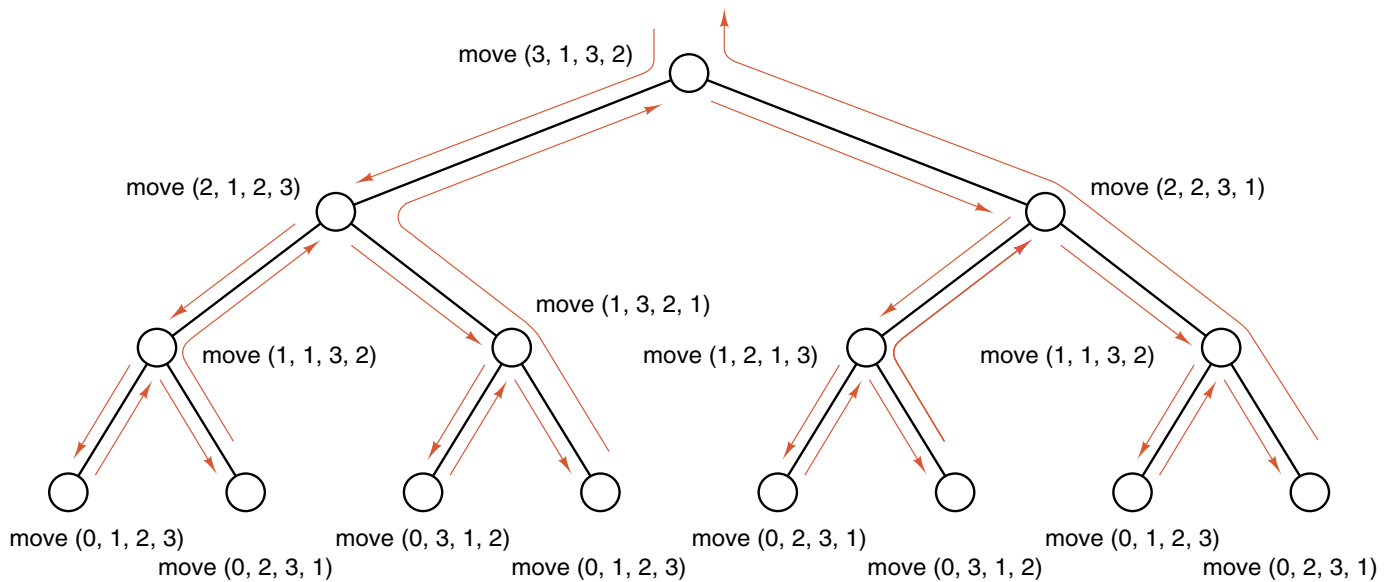 move (3, 1, 3, 2)
move (2, 1, 2, 3)
move (2, 2, 3, 1)
move (1, 1, 3, 2)
move (1, 3, 2, 1)
move (1, 2, 1, 3)
move (1, 1, 3, 2)
move (0, 1, 2, 3)
move (0, 2, 3, 1)
move (0, 3, 1, 2)
move (0, 1, 2, 3)
move (0, 2, 3, 1)
move (0, 3, 1, 2)
move (0, 1, 2, 3)
move (0, 2, 3, 1)